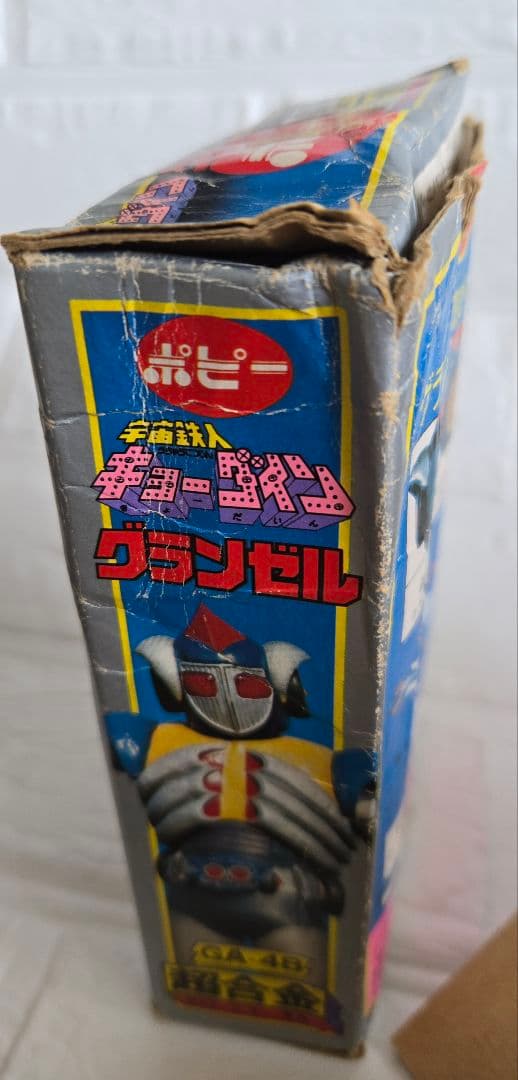 ポピー
宇宙鉄人
キョーダイン
グランゼル
GA-48
超合金